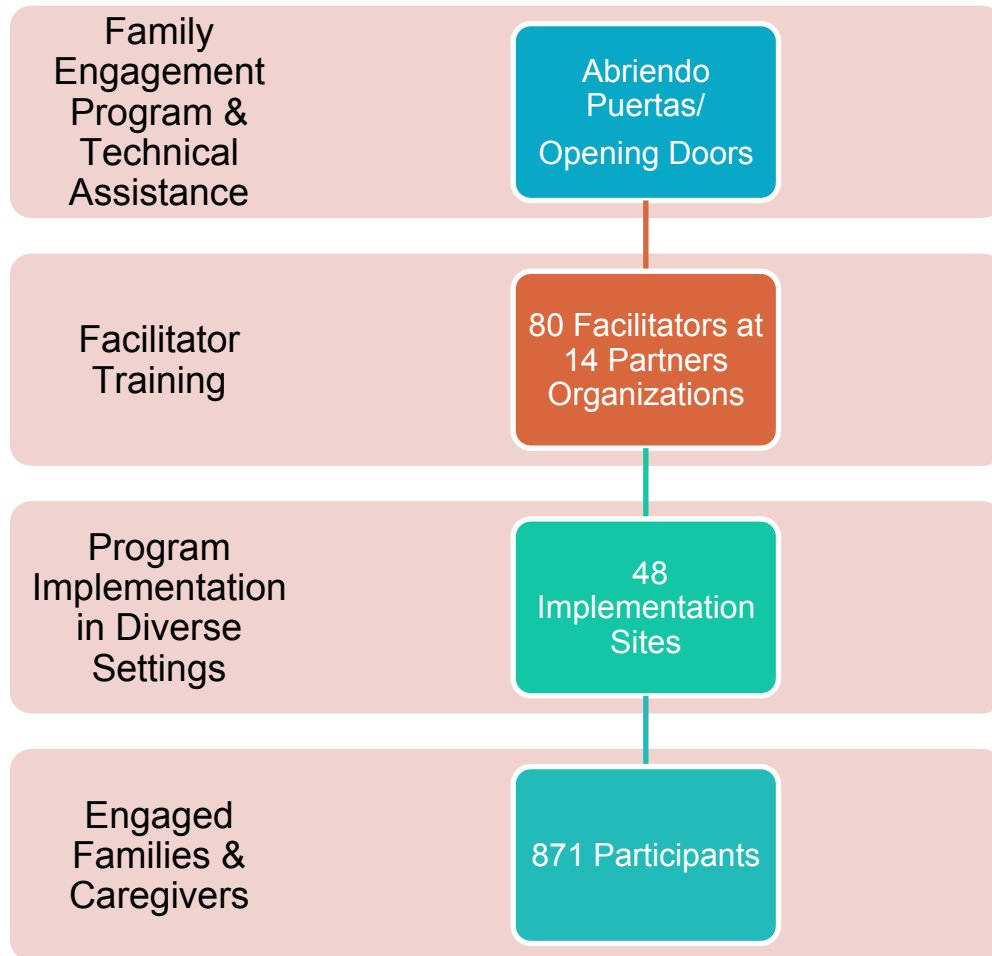 Family
Engagement
Program &
Technical
Assistance
Abriendo
Puertas/
Opening Doors
Facilitator
Training
80 Facilitators at
14 Partners
Organizations
Program
Implementation
in Diverse
Settings
48
Implementation
Sites
Engaged
Families &
Caregivers
871 Participants